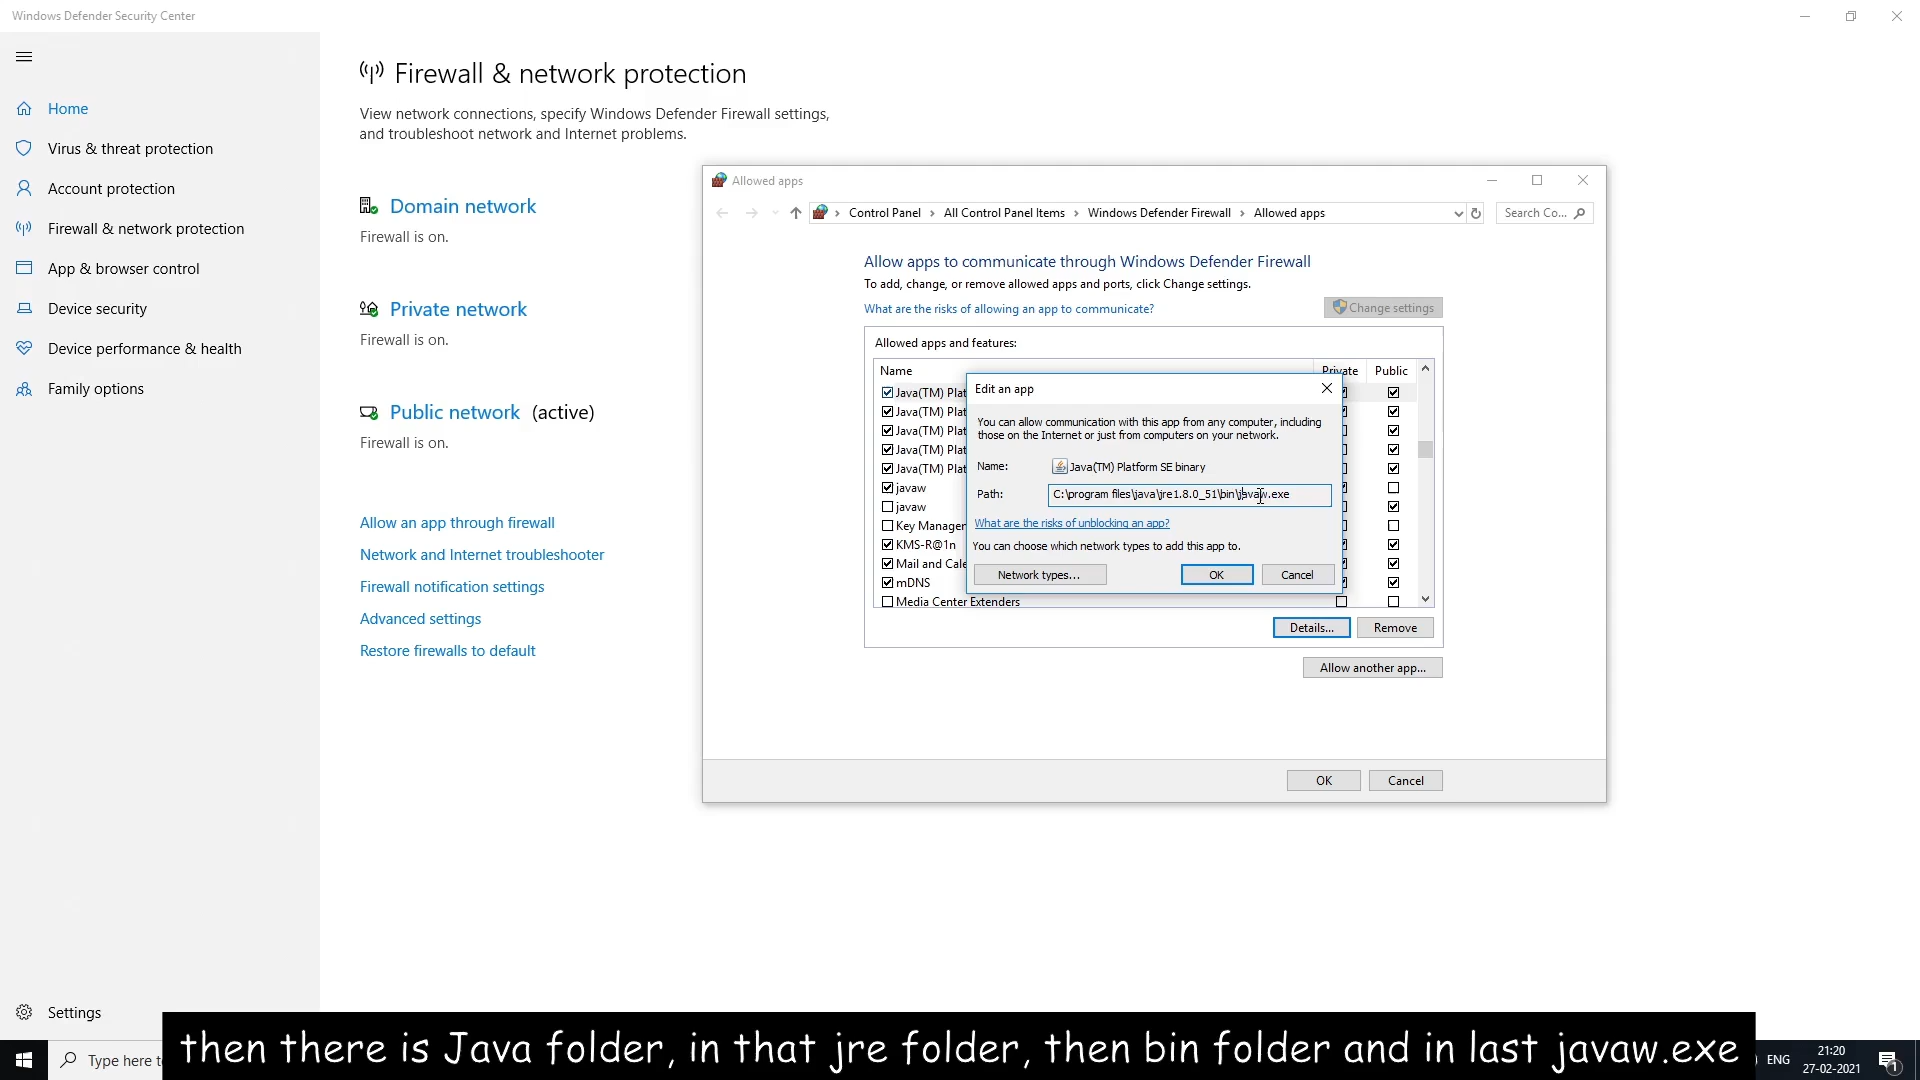 Windows Defender Security Center
Home
Virus & threat protection
Account protection
Firewall & network protection
App & browser control
Device security
Device performance & health
Family options
Settings
Firewall & network protection
View network connections, specify Windows Defender Firewall settings,
and troubleshoot network and Internet problems.
Domain network
Firewall is on.
Private network
Firewall is on.
Public network (active)
Firewall is on.
Allow an app through firewall
Network and Internet troubleshooter
Firewall notification settings
Advanced settings
Restore firewalls to default
Allowed apps
Control Panel > All Control Panel Items > Windows Defender Firewall > Allowed apps
Search Co...
Allow apps to communicate through Windows Defender Firewall
To add, change, or remove allowed apps and ports, click Change settings.
What are the risks of allowing an app to communicate?
Change settings
Allowed apps and features:
Name Private Public
Java(TM) Plat
Java(TM) Plat
Java(TM) Plat
Java(TM) Plat
Java(TM) Plat
javaw
javaw
Key Manager
KMS-R@1n
Mail and Cale
mDNS
Media Center Extenders
Details...
Remove
Allow another app...
OK
Cancel
Edit an app
You can allow communication with this app from any computer, including
those on the Internet or just from computers on your network.
Name: Java(TM) Platform SE binary
Path: C:\program files\java\jre1.8.0_51\bin\javaw.exe
What are the risks of unblocking an app?
You can choose which network types to add this app to.
Network types...
OK
Cancel
Type here t
then there is Java folder, in that jre folder, then bin folder and in last javaw.exe
ENG
21:20
27-02-2021
1